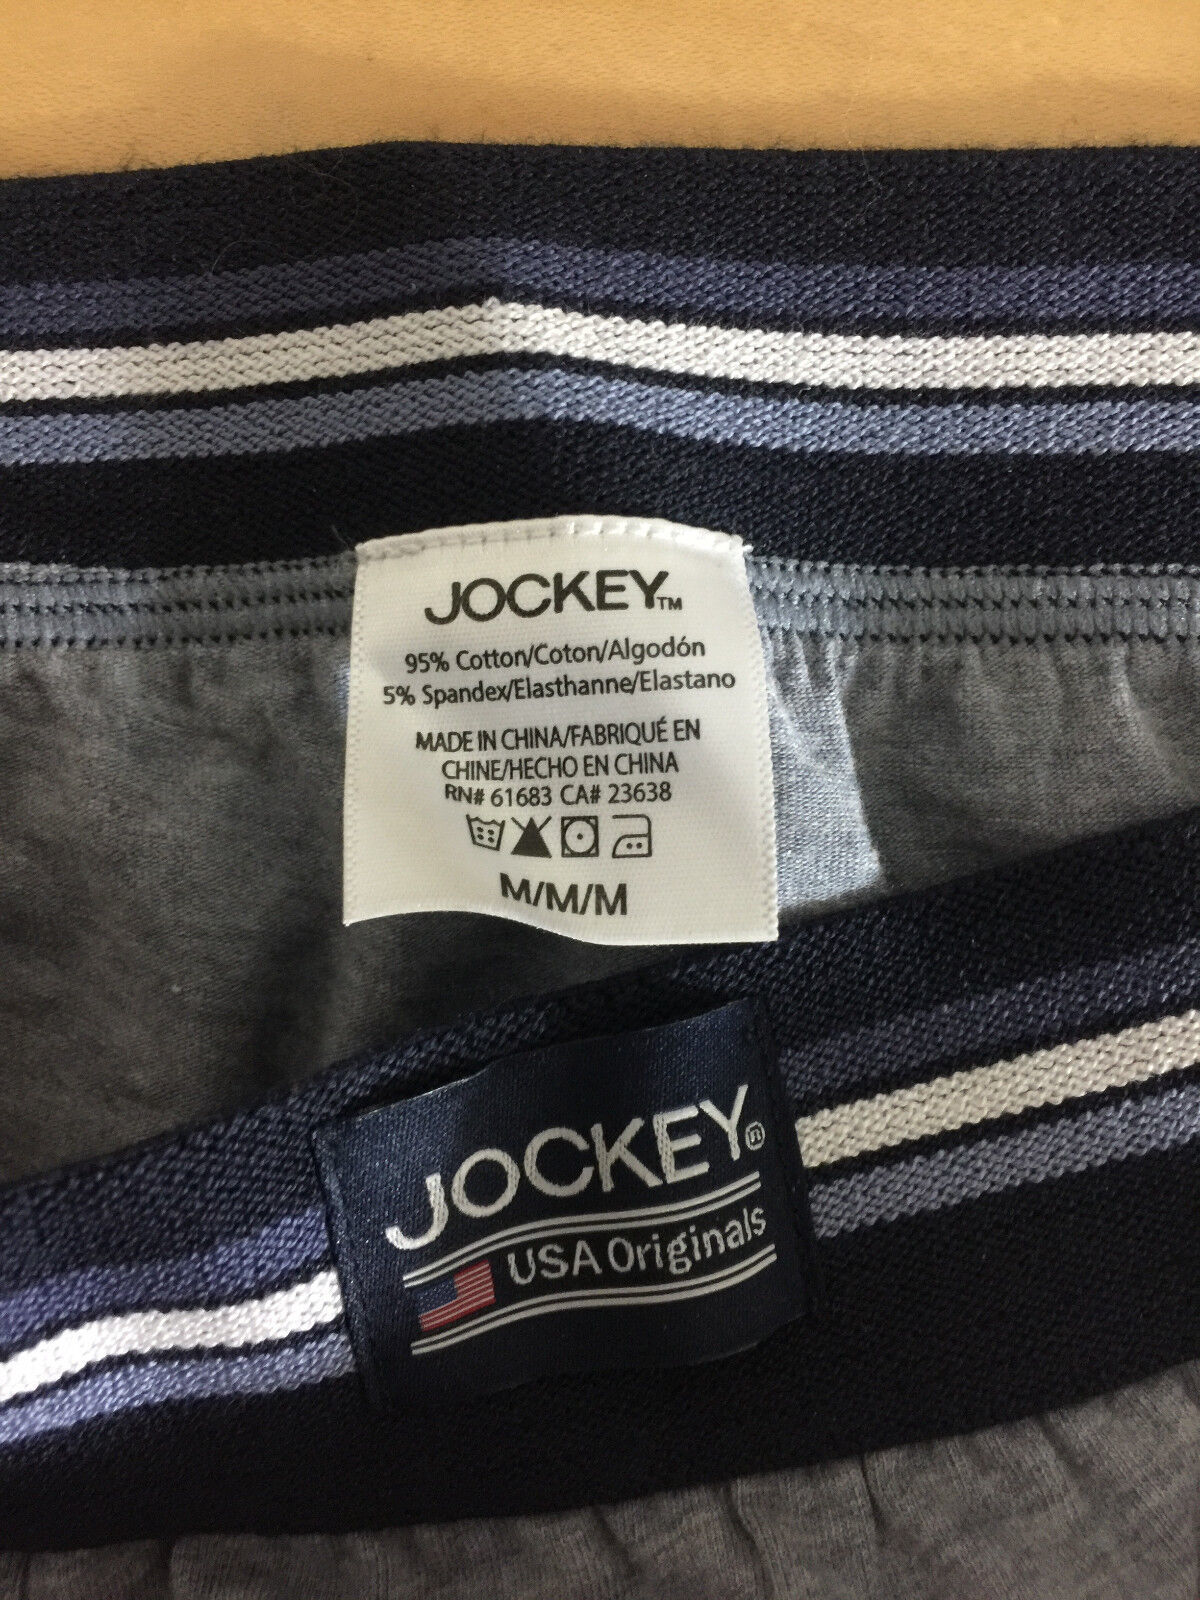 JOCKEY™
95% Cotton/Coton/Algodón
5% Spandex/Elasthanne/Elastano
MADE IN CHINA/FABRIQUÉ EN
CHINE/HECHO EN CHINA
RN# 61683 CA# 23638
M/M/M
JOCKEY®
USA Originals